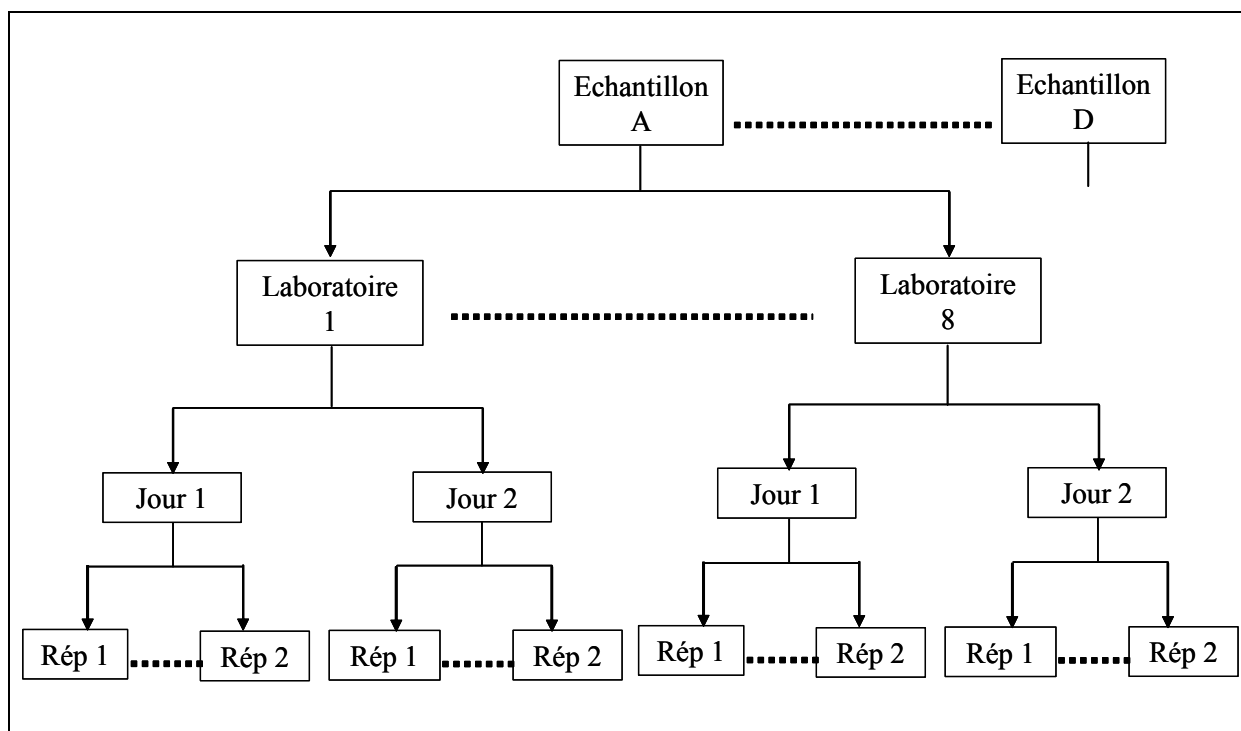 Echantillon
A
Echantillon
D
Laboratoire
1
Laboratoire
8
Jour 1
Jour 2
Jour 1
Jour 2
Rép 1
Rép 2
Rép 1
Rép 2
Rép 1
Rép 2
Rép 1
Rép 2